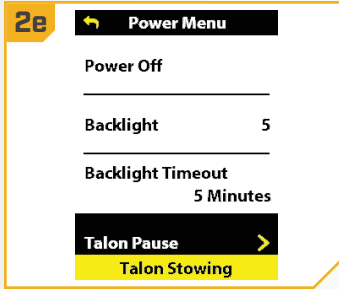 2e
Power Menu
Power Off
Backlight 5
Backlight Timeout
5 Minutes
Talon Pause
Talon Stowing